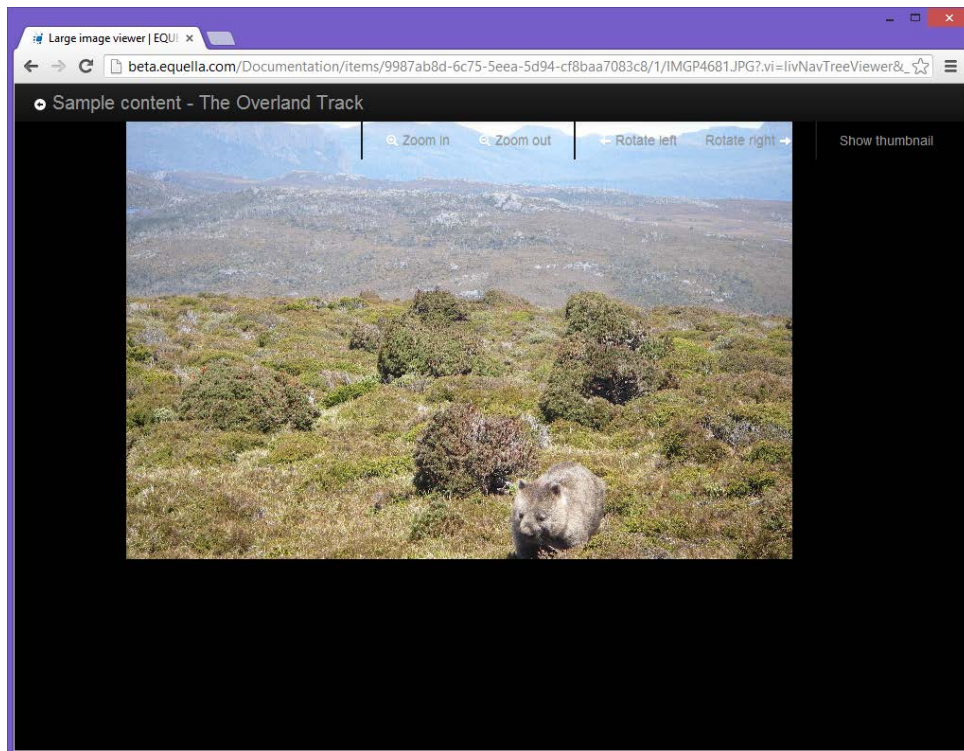 Large image viewer | EQUE
beta.equella.com/Documentation/items/9987ab8d-6c75-5eea-5d94-cf8baa7083c8/1/IMGP4681.JPG?.vi=livNavTreeViewer&_
Sample content - The Overland Track
Zoom in Zoom out Rotate left Rotate right Show thumbnail